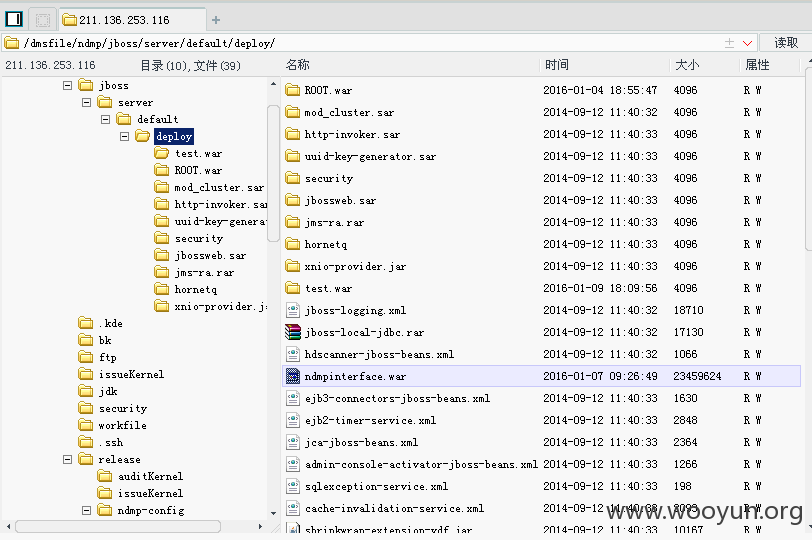 211.136.253.116
/dmsfile/ndmp/jboss/server/default/deploy/ 读取
211.136.253.116 目录(10),文件(39) 名称 时间 大小 属性
jboss
server
default
deploy
test.war
ROOT.war
mod_cluster.sar
http-invoker.sar
uuid-key-genera
security
jbossweb.sar
jms-ra.rar
hornetq
xnio-provider.j
.kde
bk
ftp
issueKernel
jdk
security
workfile
.ssh
release
auditKernel
issueKernel
ndmp-config
ROOT.war 2016-01-04 18:55:47 4096 R W
mod_cluster.sar 2014-09-12 11:40:32 4096 R W
http-invoker.sar 2014-09-12 11:40:33 4096 R W
uuid-key-generator.sar 2014-09-12 11:40:33 4096 R W
security 2014-09-12 11:40:32 4096 R W
jbossweb.sar 2014-09-12 11:40:33 4096 R W
jms-ra.rar 2014-09-12 11:40:33 4096 R W
hornetq 2014-09-12 11:40:33 4096 R W
xnio-provider.jar 2014-09-12 11:40:33 4096 R W
test.war 2016-01-09 18:09:56 4096 R W
jboss-logging.xml 2014-09-12 11:40:32 18710 R W
jboss-local-jdbc.rar 2014-09-12 11:40:32 17130 R W
hdscanner-jboss-beans.xml 2014-09-12 11:40:32 1066 R W
ndmpinterface.war 2016-01-07 09:26:49 23459624 R W
ejb3-connectors-jboss-beans.xml 2014-09-12 11:40:33 1630 R W
ejb2-timer-service.xml 2014-09-12 11:40:33 2848 R W
jca-jboss-beans.xml 2014-09-12 11:40:33 2364 R W
admin-console-activator-jboss-beans.xml 2014-09-12 11:40:33 1266 R W
sqlexception-service.xml 2014-09-12 11:40:33 198 R W
cache-invalidation-service.xml 2014-09-12 11:40:33 3093 R W
shrinkwrap-extension-vdf.jar 2014-09-12 11:40:33 10167 R W
www.wooyun.org